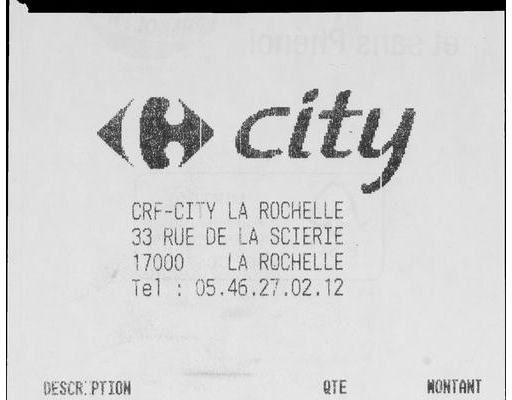 et sans Phénol
city
CRF-CITY LA ROCHELLE
33 RUE DE LA SCIERIE
17000 LA ROCHELLE
Tel : 05.46.27.02.12
DESCRIPTION QTE MONTANT